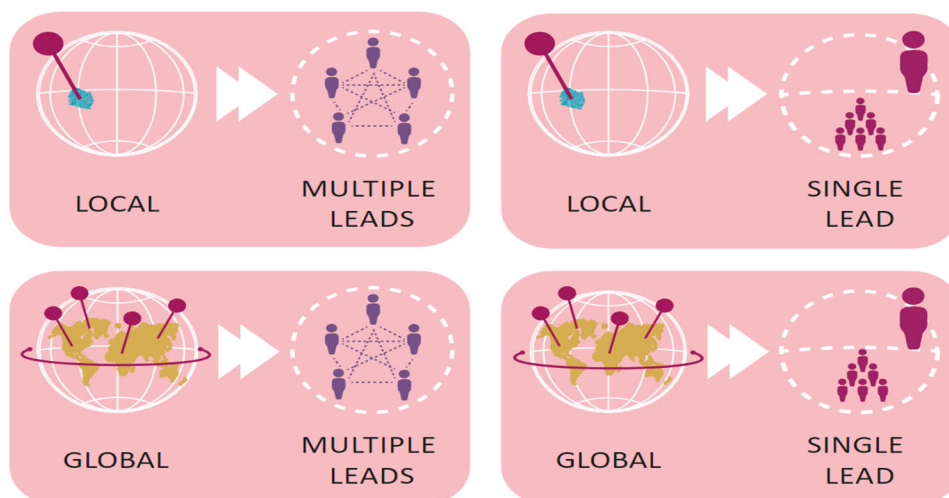 LOCAL
MULTIPLE
LEADS
LOCAL
SINGLE
LEAD
GLOBAL
MULTIPLE
LEADS
GLOBAL
SINGLE
LEAD